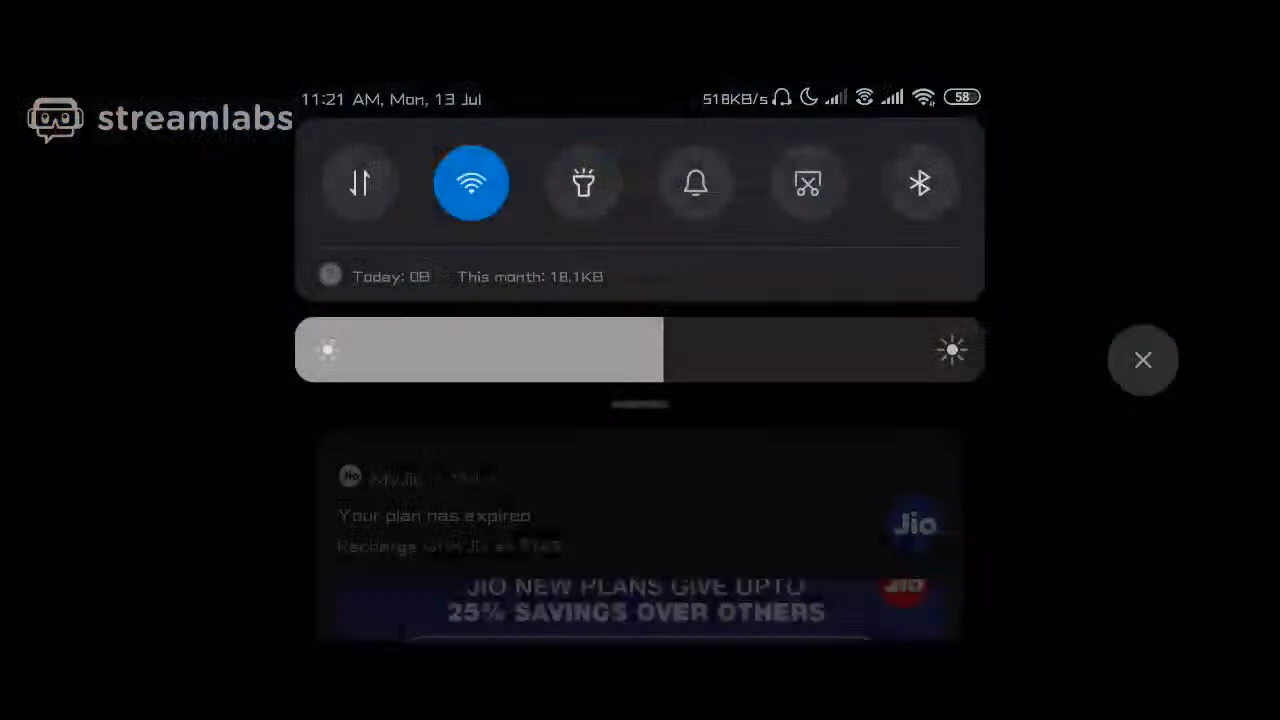 11:21 AM, Mon, 13 Jul
518KB/s
58
streamlabs
Today: 0B This month: 18.1KB
Your plan has expired
Jio
JIO NEW PLANS GIVE UPTO
Jio
25% SAVINGS OVER OTHERS